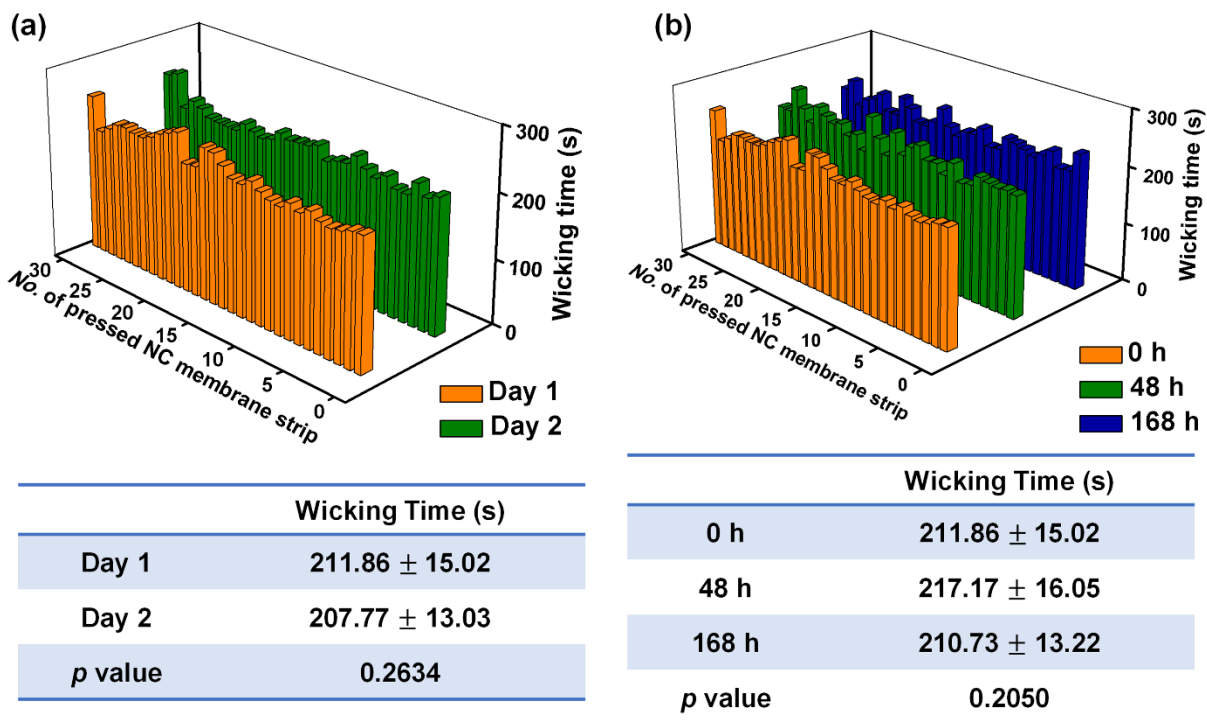 (a)
300
200
100
0
Wicking time (s)
30
25
20
15
10
5
0
No. of pressed NC membrane strip
Day 1
Day 2
Wicking Time (s)
Day 1 211.86 ± 15.02
Day 2 207.77 ± 13.03
p value 0.2634
(b)
300
200
100
0
Wicking time (s)
30
25
20
15
10
5
0
No. of pressed NC membrane strip
0 h
48 h
168 h
Wicking Time (s)
0 h 211.86 ± 15.02
48 h 217.17 ± 16.05
168 h 210.73 ± 13.22
p value 0.2050